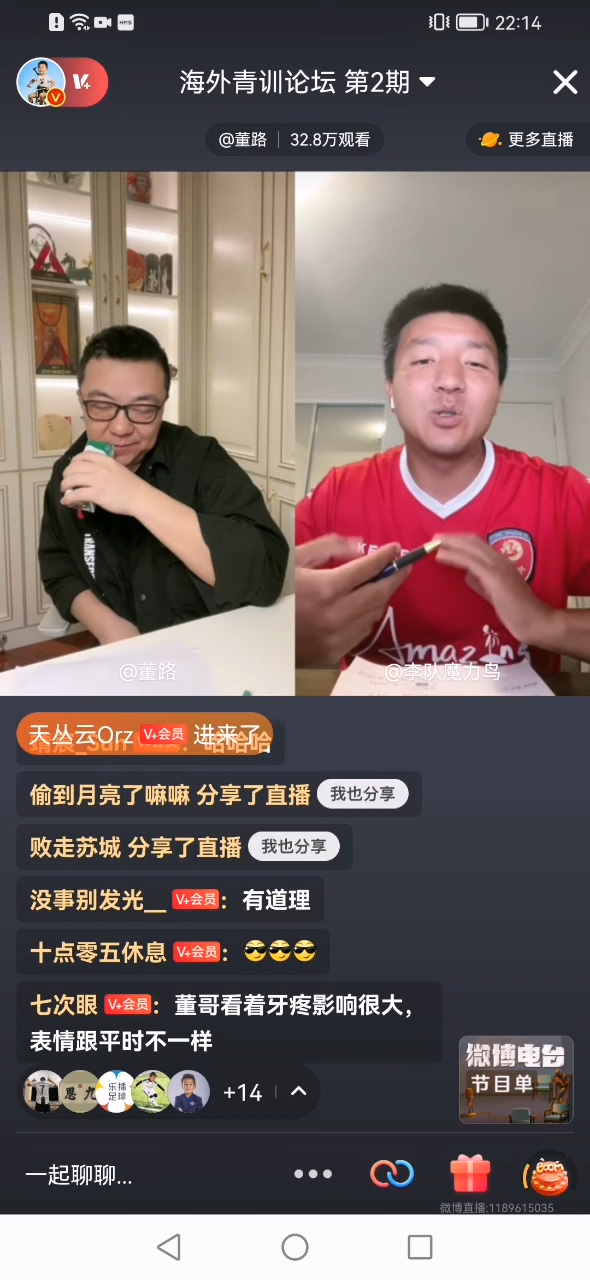 22:14
V+
海外青训论坛 第2期
@董路 32.8万观看
更多直播
KE
Amazing
@董路
@李队魔力鸟
天丛云Orz V+会员 进来了
哈哈哈
偷到月亮了嘛嘛 分享了直播 我也分享
败走苏城 分享了直播 我也分享
没事别发光__ V+会员: 有道理
十点零五休息 V+会员: 😎😎😎
七次眼 V+会员: 董哥看着牙疼影响很大,
表情跟平时不一样
乐播
足球
+14
微博电台
节目单
一起聊聊...
微博直播:1189615035